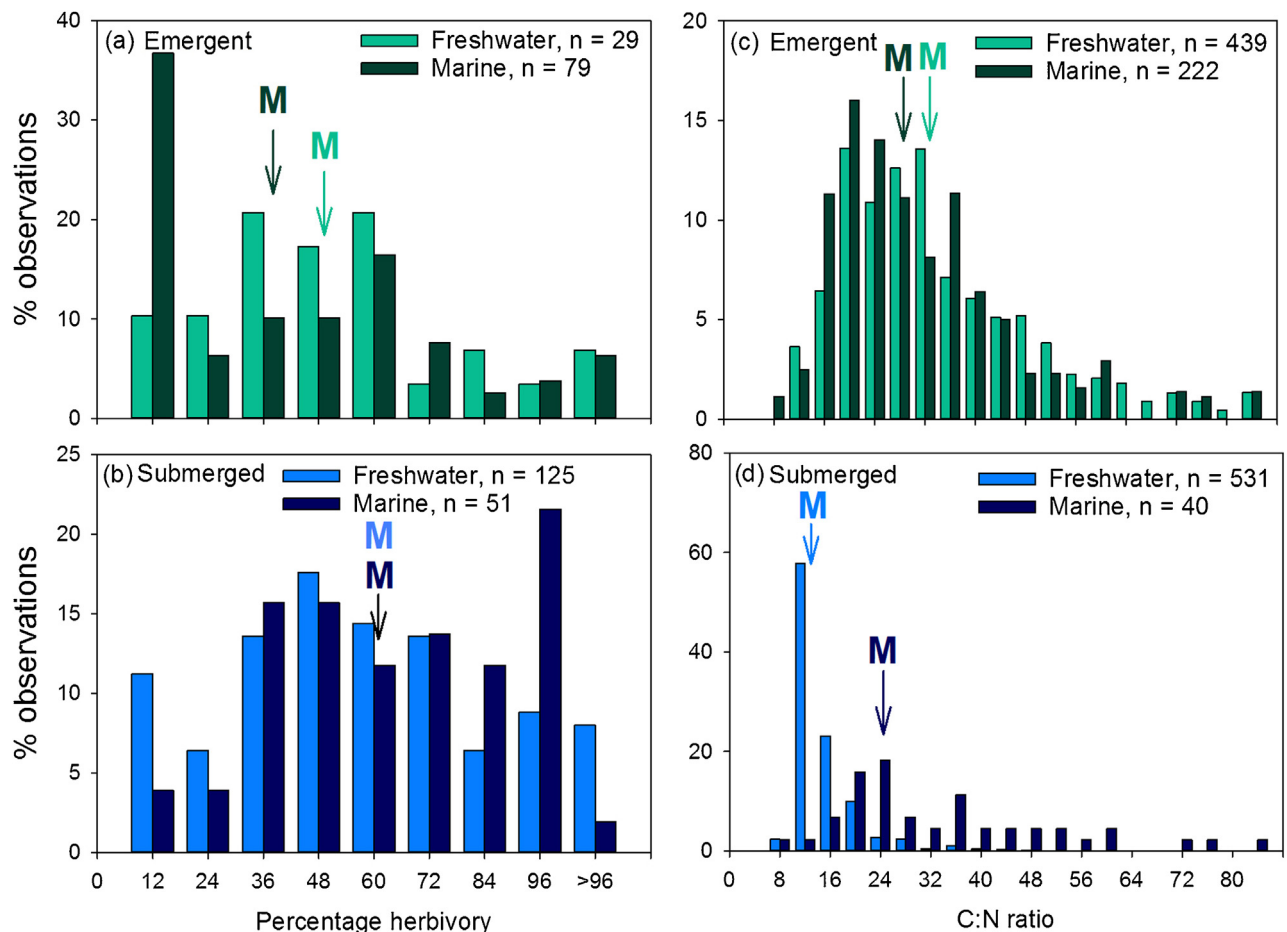 (a) Emergent
Freshwater, n = 29
Marine, n = 79
M
M
40
30
20
10
0
% observations
(b) Submerged
Freshwater, n = 125
Marine, n = 51
M
M
25
20
15
10
5
0
% observations
0 12 24 36 48 60 72 84 96 >96
Percentage herbivory
(c) Emergent
Freshwater, n = 439
Marine, n = 222
M M
20
15
10
5
0
(d) Submerged
Freshwater, n = 531
Marine, n = 40
M
M
80
60
40
20
0
0 8 16 24 32 40 48 56 64 72 80
C:N ratio